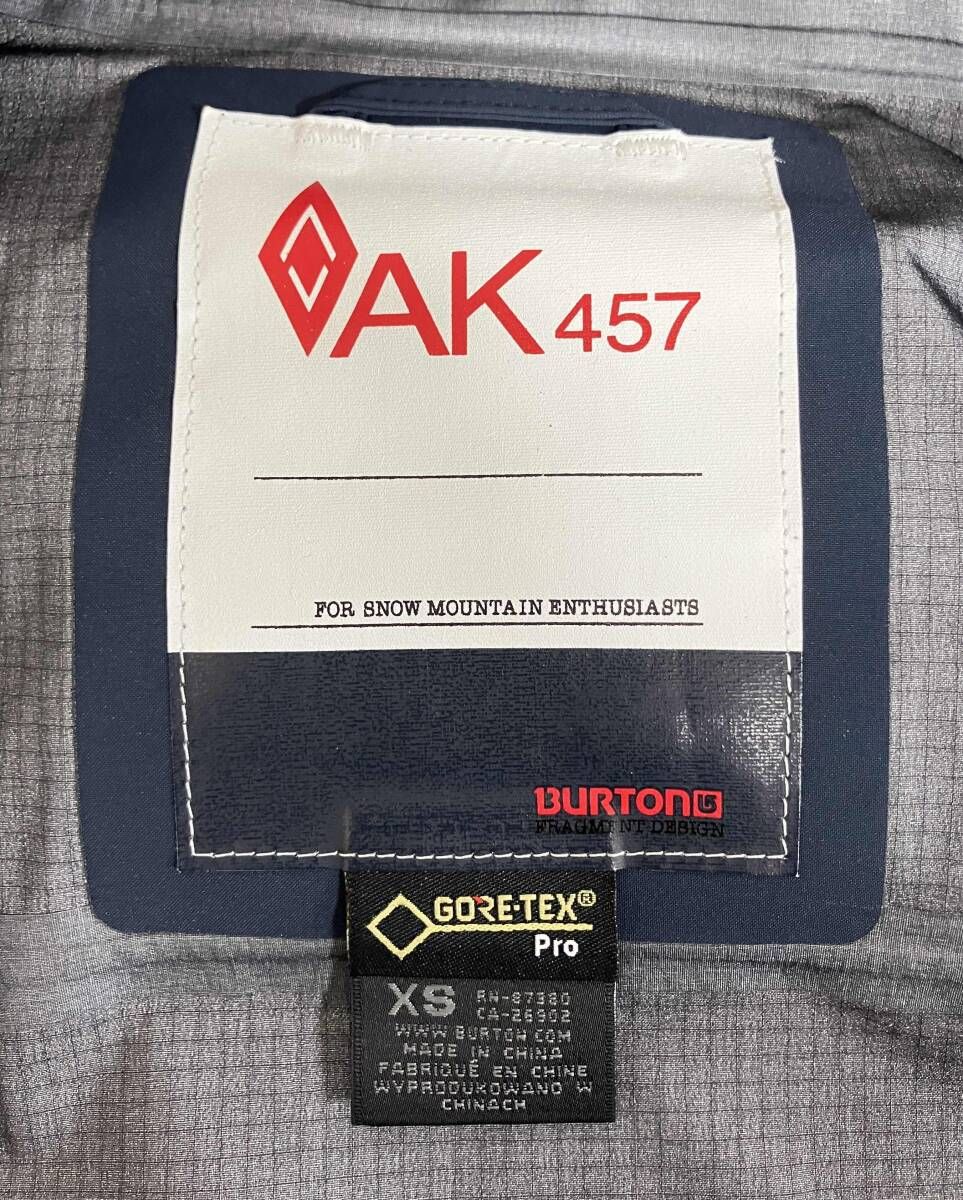 AK 457
FOR SNOW MOUNTAIN ENTHUSIASTS
BURTON
FRAGMENT DESIGN
GORE-TEX®
Pro
XS RN-87380
CA-26902
WWW.BURTON.COM
MADE IN CHINA
FABRIQUÉ EN CHINE
WYPRODUKOWANO W
CHINACH